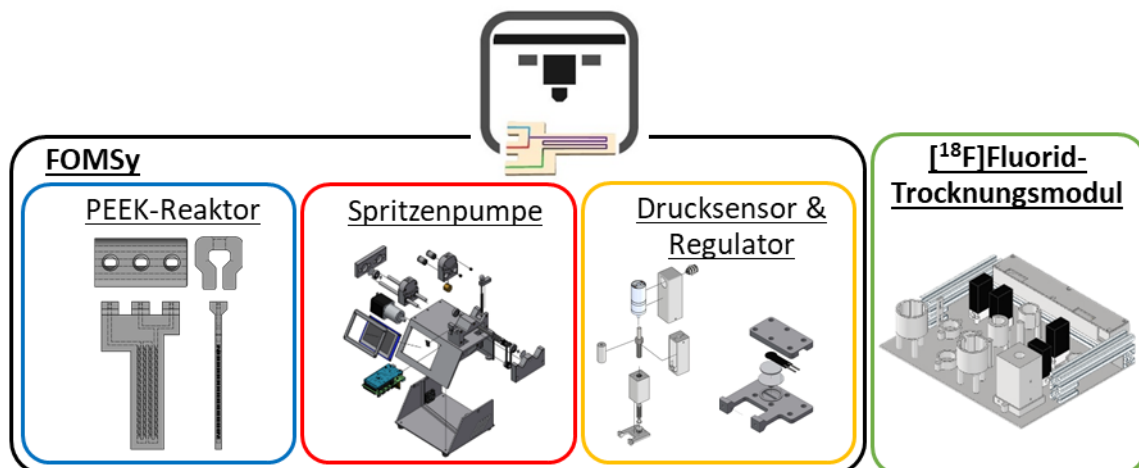 FOMSy
PEEK-Reaktor
Spritzenpumpe
Drucksensor &
Regulator
[¹⁸F]Fluorid-
Trocknungsmodul